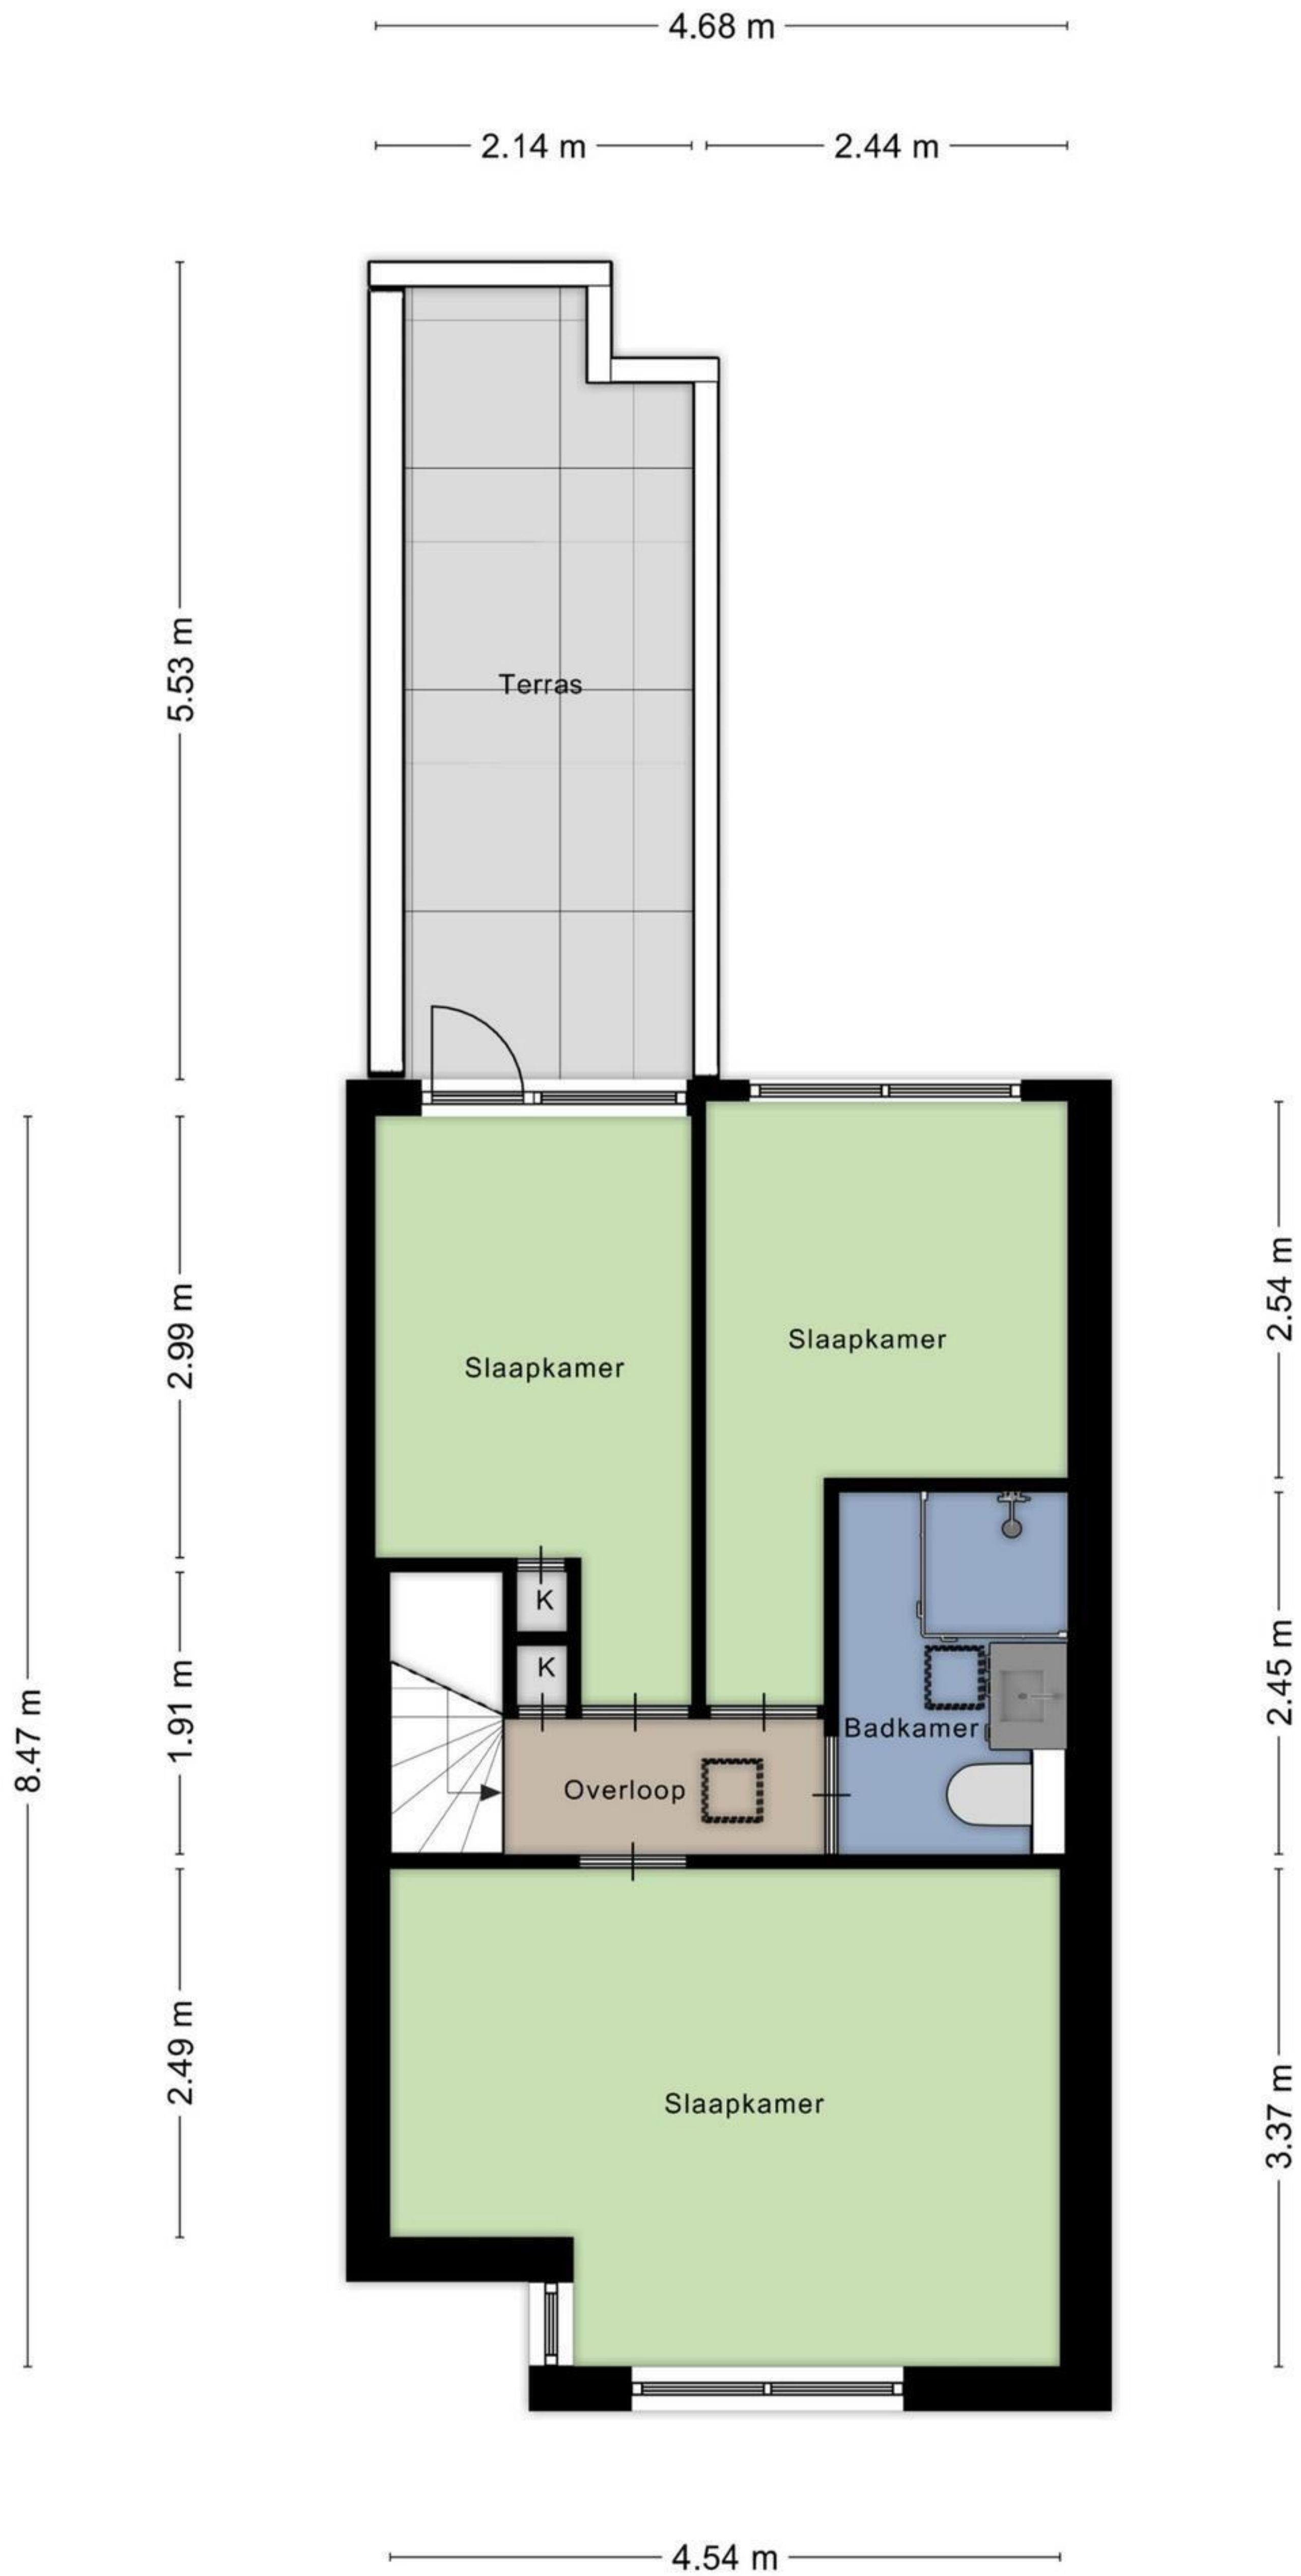 4.68 m
2.14 m
2.44 m
5.53 m
Terras
2.99 m
2.54 m
Slaapkamer
Slaapkamer
K
K
8.47 m
1.91 m
2.45 m
Badkamer
Overloop
2.49 m
Slaapkamer
3.37 m
4.54 m